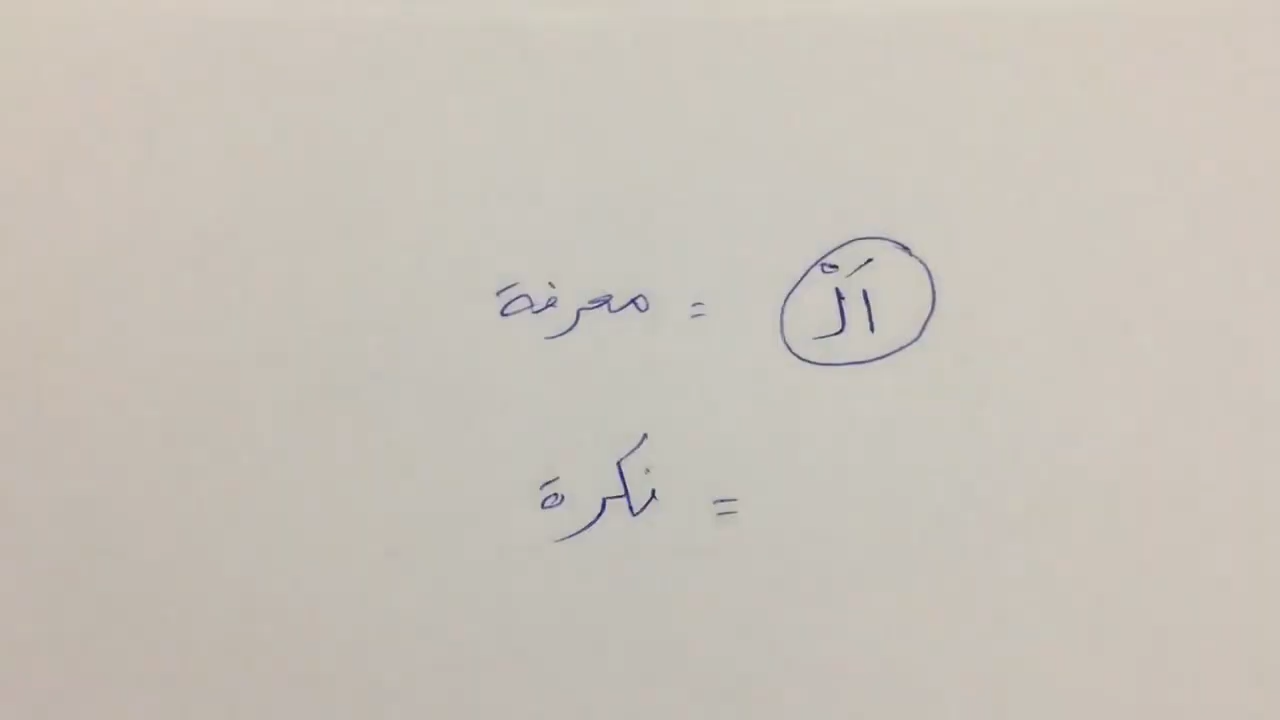 اَلْ = معرفة
= نكرة